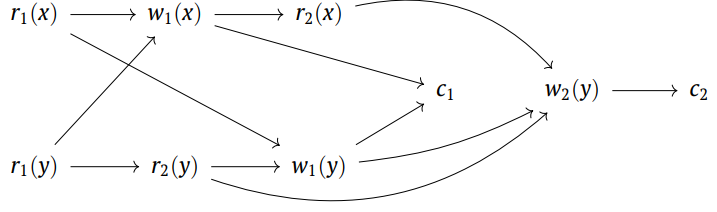 r₁(x) w₁(x) r₂(x)
c₁ w₂(y) c₂
r₁(y) r₂(y) w₁(y)